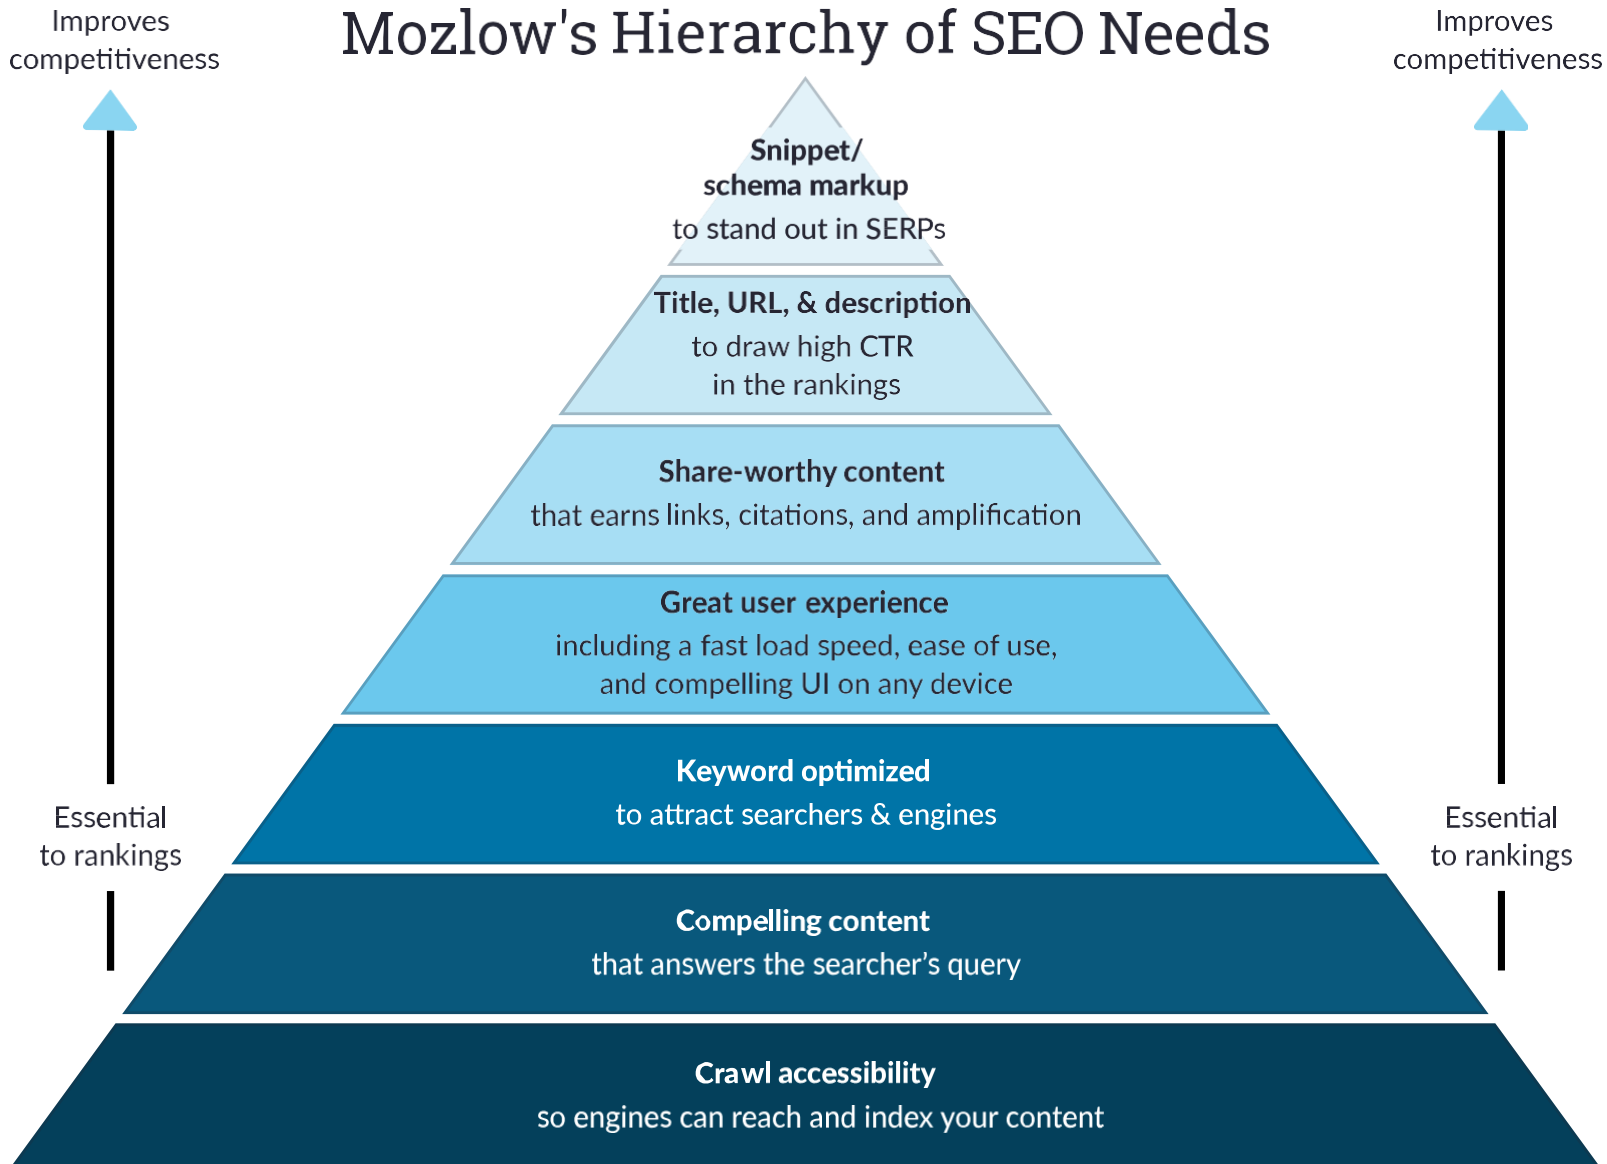 Mozlow's Hierarchy of SEO Needs
Improves
competitiveness
Improves
competitiveness
Snippet/
schema markup
to stand out in SERPs
Title, URL, & description
to draw high CTR
in the rankings
Share-worthy content
that earns links, citations, and amplification
Great user experience
including a fast load speed, ease of use,
and compelling UI on any device
Keyword optimized
to attract searchers & engines
Essential
to rankings
Essential
to rankings
Compelling content
that answers the searcher’s query
Crawl accessibility
so engines can reach and index your content